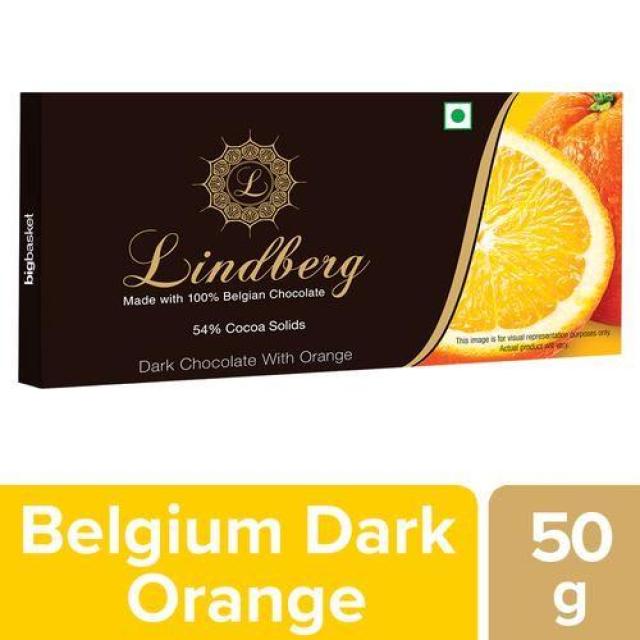 bigbasket
L
Lindberg
Made with 100% Belgian Chocolate
54% Cocoa Solids
Dark Chocolate With Orange
This image is for visual representation purposes only.
Actual product will vary.
Belgium Dark
Orange
50
g